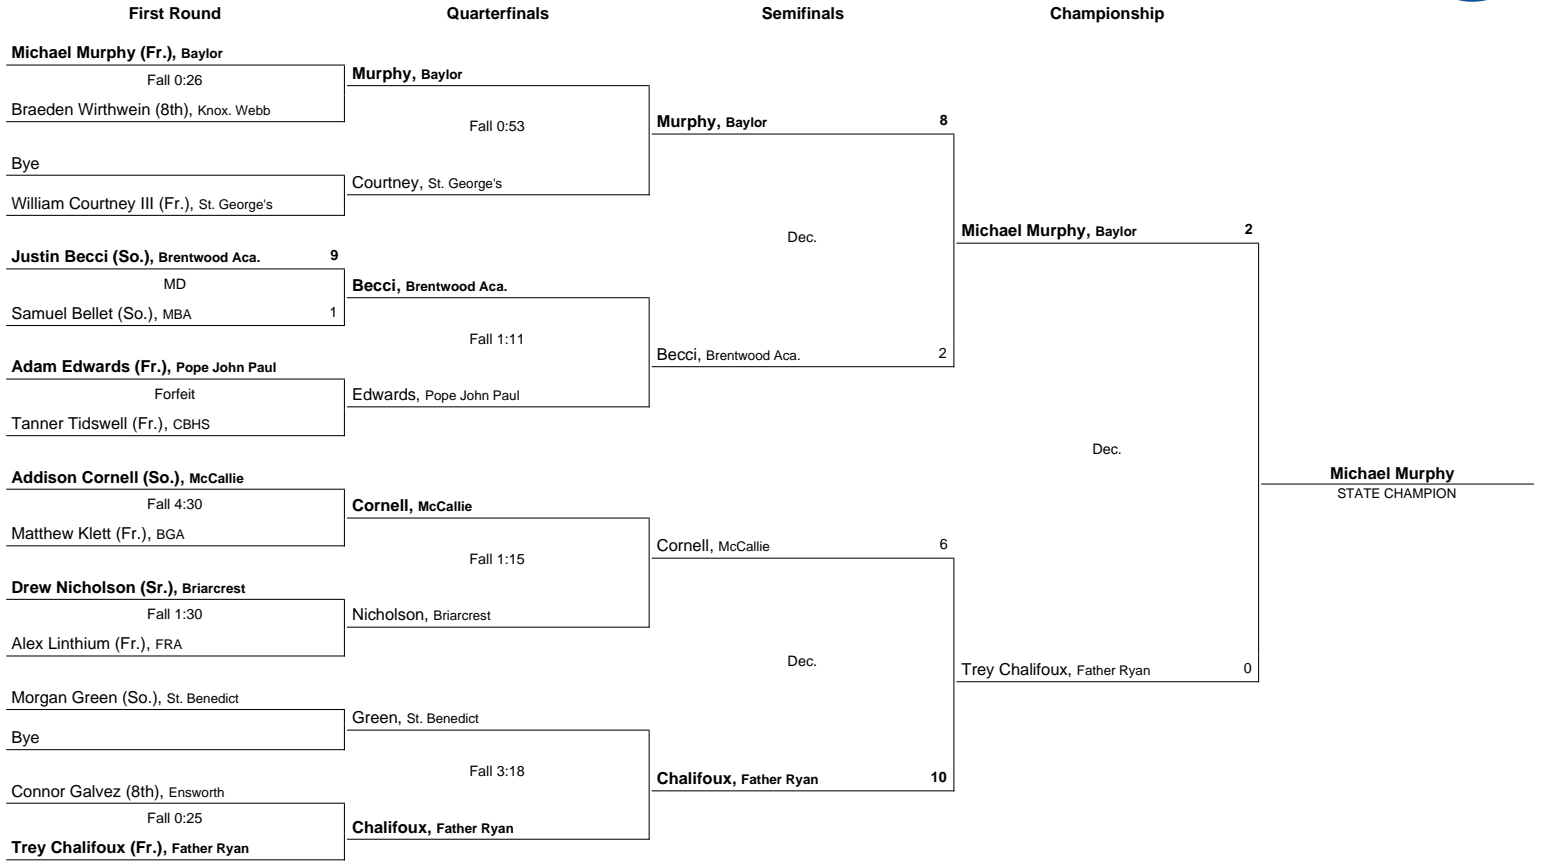 First Round Quarterfinals Semifinals Championship
Michael Murphy (Fr.), Baylor
Fall 0:26
Braeden Wirthwein (8th), Knox. Webb
Bye
William Courtney III (Fr.), St. George's
Justin Becci (So.), Brentwood Aca. 9
MD
Samuel Bellet (So.), MBA 1
Adam Edwards (Fr.), Pope John Paul
Forfeit
Tanner Tidswell (Fr.), CBHS
Addison Cornell (So.), McCallie
Fall 4:30
Matthew Klett (Fr.), BGA
Drew Nicholson (Sr.), Briarcrest
Fall 1:30
Alex Linthium (Fr.), FRA
Morgan Green (So.), St. Benedict
Bye
Connor Galvez (8th), Ensworth
Fall 0:25
Trey Chalifoux (Fr.), Father Ryan
Murphy, Baylor
Fall 0:53
Courtney, St. George's
Becci, Brentwood Aca.
Fall 1:11
Edwards, Pope John Paul
Cornell, McCallie
Fall 1:15
Nicholson, Briarcrest
Green, St. Benedict
Fall 3:18
Chalifoux, Father Ryan
Murphy, Baylor 8
Dec.
Becci, Brentwood Aca. 2
Cornell, McCallie 6
Dec.
Chalifoux, Father Ryan 10
Michael Murphy, Baylor 2
Dec.
Trey Chalifoux, Father Ryan 0
Michael Murphy
STATE CHAMPION